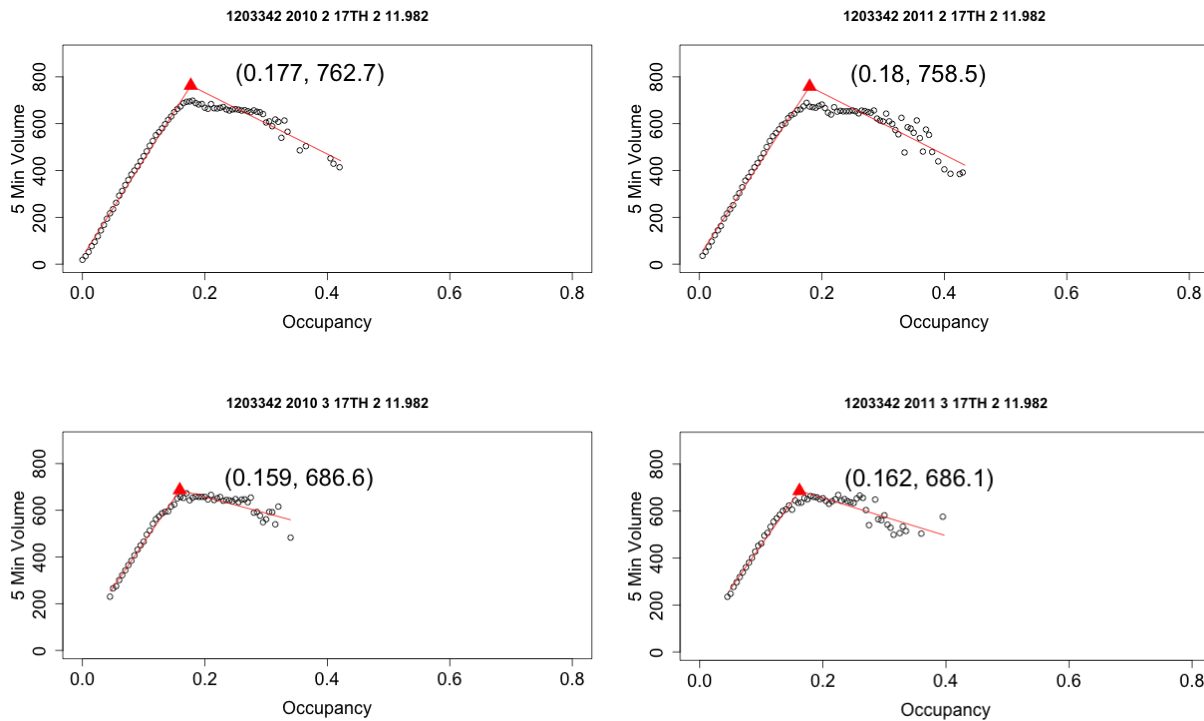 1203342 2010 2 17TH 2 11.982
(0.177, 762.7)
5 Min Volume
0 200 400 600 800
0.0 0.2 0.4 0.6 0.8
Occupancy
1203342 2011 2 17TH 2 11.982
(0.18, 758.5)
5 Min Volume
0 200 400 600 800
0.0 0.2 0.4 0.6 0.8
Occupancy
1203342 2010 3 17TH 2 11.982
(0.159, 686.6)
5 Min Volume
0 200 400 600 800
0.0 0.2 0.4 0.6 0.8
Occupancy
1203342 2011 3 17TH 2 11.982
(0.162, 686.1)
5 Min Volume
0 200 400 600 800
0.0 0.2 0.4 0.6 0.8
Occupancy